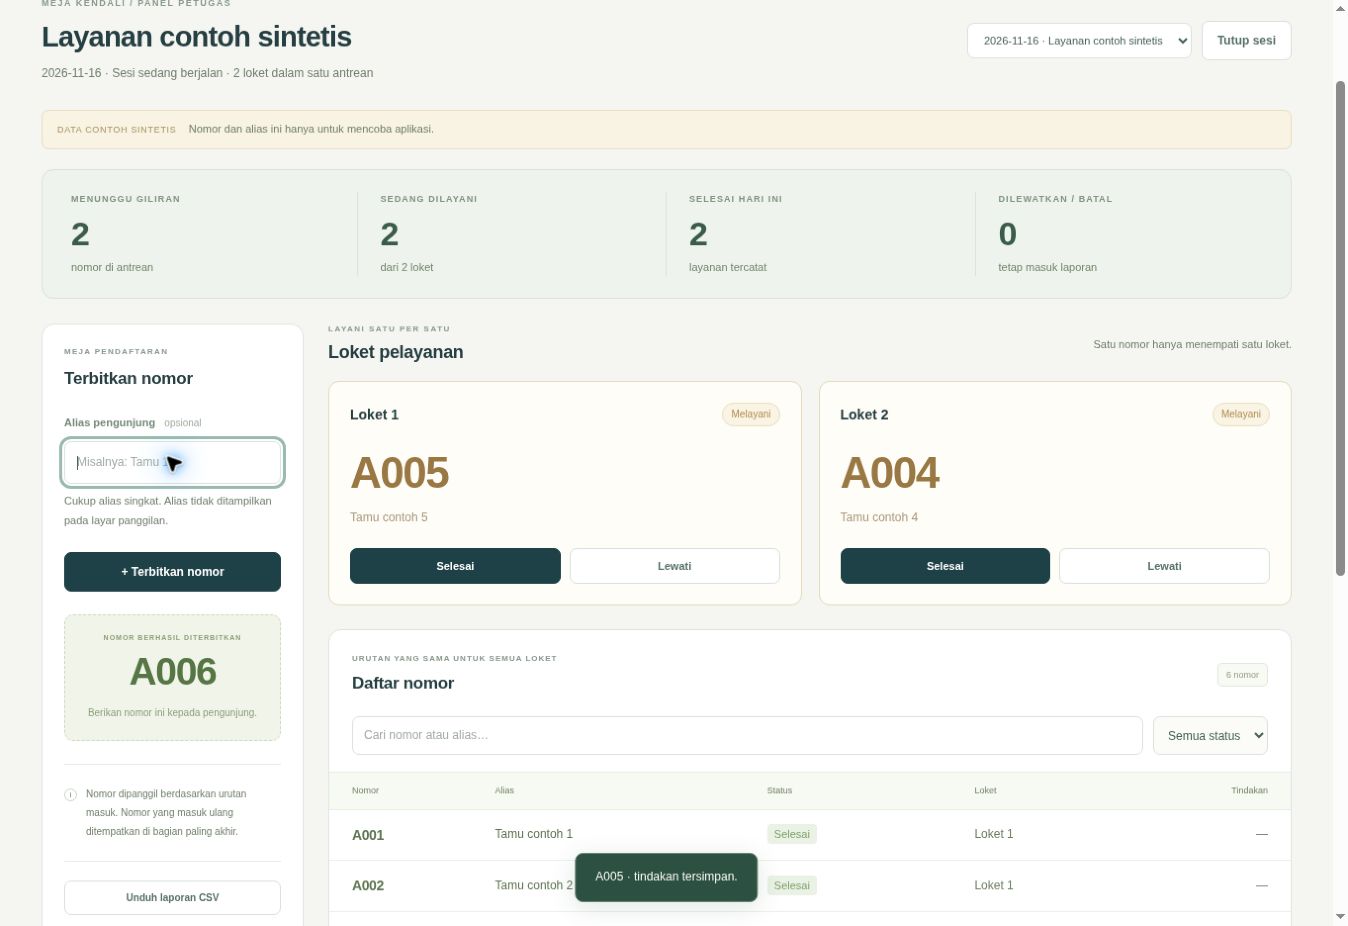 MEJA KENDALI / PANEL PETUGAS
Layanan contoh sintetis
2026-11-16 · Sesi sedang berjalan · 2 loket dalam satu antrean
2026-11-16 · Layanan contoh sintetis
Tutup sesi
DATA CONTOH SINTETIS Nomor dan alias ini hanya untuk mencoba aplikasi.
MENUNGGU GILIRAN
2
nomor di antrean
SEDANG DILAYANI
2
dari 2 loket
SELESAI HARI INI
2
layanan tercatat
DILEWATKAN / BATAL
0
tetap masuk laporan
MEJA PENDAFTARAN
Terbitkan nomor
Alias pengunjung opsional
Misalnya: Tamu
Cukup alias singkat. Alias tidak ditampilkan
pada layar panggilan.
+ Terbitkan nomor
NOMOR BERHASIL DITERBITKAN
A006
Berikan nomor ini kepada pengunjung.
i Nomor dipanggil berdasarkan urutan
masuk. Nomor yang masuk ulang
ditempatkan di bagian paling akhir.
Unduh laporan CSV
LAYANI SATU PER SATU
Loket pelayanan
Satu nomor hanya menempati satu loket.
Loket 1
Melayani
A005
Tamu contoh 5
Selesai
Lewati
Loket 2
Melayani
A004
Tamu contoh 4
Selesai
Lewati
URUTAN YANG SAMA UNTUK SEMUA LOKET
Daftar nomor
6 nomor
Cari nomor atau alias…
Semua status
Nomor Alias Status Loket Tindakan
A001 Tamu contoh 1 Selesai Loket 1 —
A002 Tamu contoh 2 Selesai Loket 1 —
A005 · tindakan tersimpan.